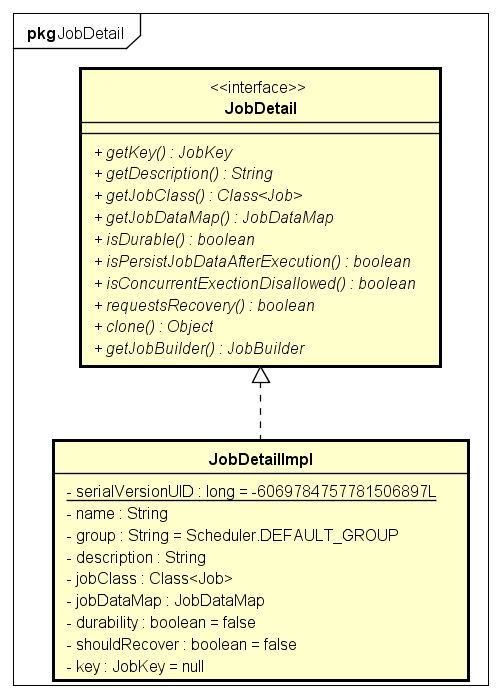 pkg JobDetail
<<interface>>
JobDetail
+ getKey() : JobKey
+ getDescription() : String
+ getJobClass() : Class<Job>
+ getJobDataMap() : JobDataMap
+ isDurable() : boolean
+ isPersistJobDataAfterExecution() : boolean
+ isConcurrentExectionDisallowed() : boolean
+ requestsRecovery() : boolean
+ clone() : Object
+ getJobBuilder() : JobBuilder
JobDetailImpl
- serialVersionUID : long = -6069784757781506897L
- name : String
- group : String = Scheduler.DEFAULT_GROUP
- description : String
- jobClass : Class<Job>
- jobDataMap : JobDataMap
- durability : boolean = false
- shouldRecover : boolean = false
- key : JobKey = null